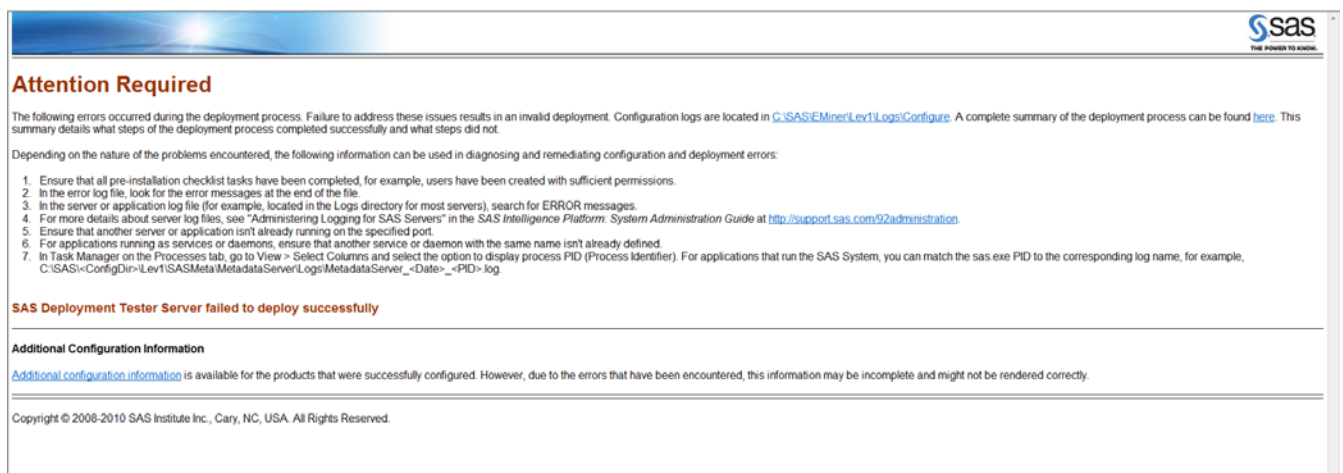 sas
THE POWER TO KNOW.
Attention Required
The following errors occurred during the deployment process. Failure to address these issues results in an invalid deployment. Configuration logs are located in C:\SAS\EMiner\Lev1\Logs\Configure. A complete summary of the deployment process can be found here. This
summary details what steps of the deployment process completed successfully and what steps did not.
Depending on the nature of the problems encountered, the following information can be used in diagnosing and remediating configuration and deployment errors:
1. Ensure that all pre-installation checklist tasks have been completed, for example, users have been created with sufficient permissions.
2. In the error log file, look for the error messages at the end of the file.
3. In the server or application log file (for example, located in the Logs directory for most servers), search for ERROR messages.
4. For more details about server log files, see "Administering Logging for SAS Servers" in the SAS Intelligence Platform: System Administration Guide at http://support.sas.com/92administration.
5. Ensure that another server or application isn't already running on the specified port.
6. For applications running as services or daemons, ensure that another service or daemon with the same name isn't already defined.
7. In Task Manager on the Processes tab, go to View > Select Columns and select the option to display process PID (Process Identifier). For applications that run the SAS System, you can match the sas.exe PID to the corresponding log name, for example,
C:\SAS\<ConfigDir>\Lev1\SASMeta\MetadataServer\Logs\MetadataServer_<Date>_<PID>.log.
SAS Deployment Tester Server failed to deploy successfully
Additional Configuration Information
Additional configuration information is available for the products that were successfully configured. However, due to the errors that have been encountered, this information may be incomplete and might not be rendered correctly.
Copyright © 2008-2010 SAS Institute Inc., Cary, NC, USA. All Rights Reserved.